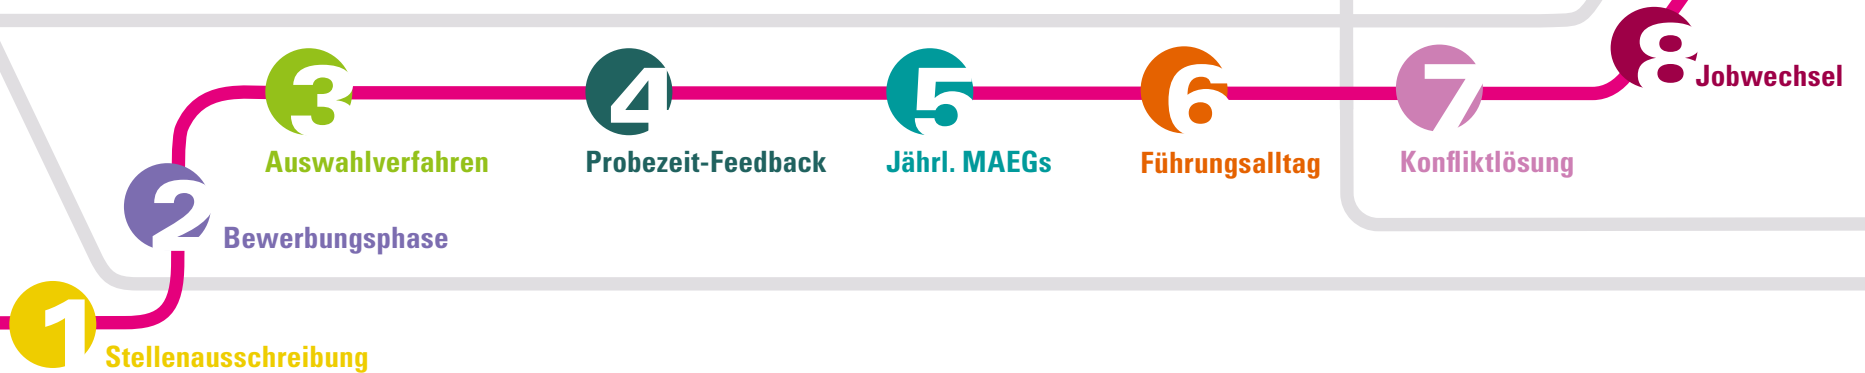 1
Stellenausschreibung
2
Bewerbungsphase
3
Auswahlverfahren
4
Probezeit-Feedback
5
Jährl. MAEGs
6
Führungsalltag
7
Konfliktlösung
8
Jobwechsel